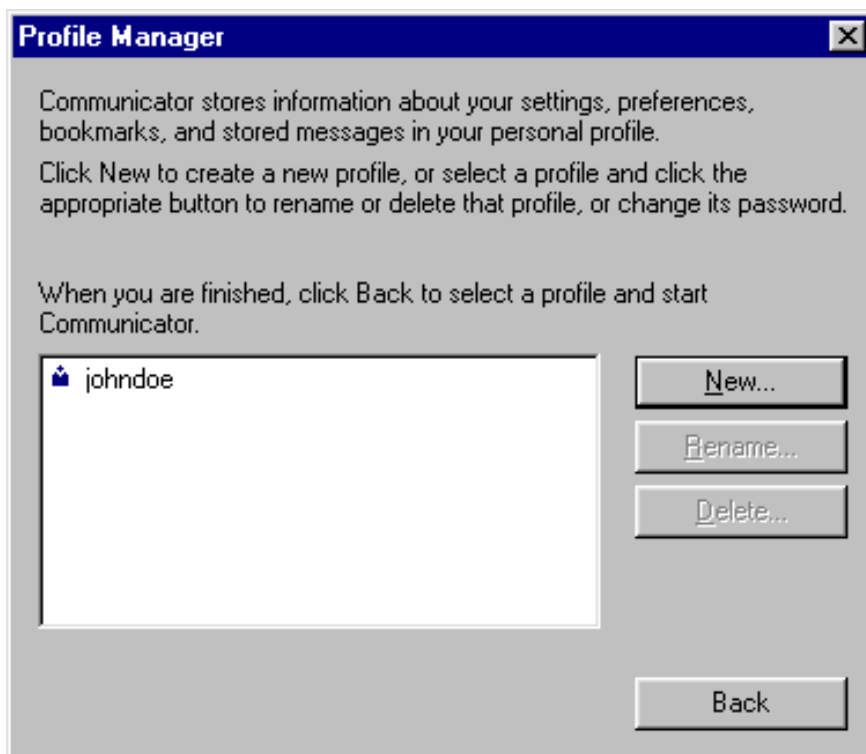 Profile Manager
Communicator stores information about your settings, preferences,
bookmarks, and stored messages in your personal profile.
Click New to create a new profile, or select a profile and click the
appropriate button to rename or delete that profile, or change its password.
When you are finished, click Back to select a profile and start
Communicator.
johndoe
New...
Rename...
Delete...
Back